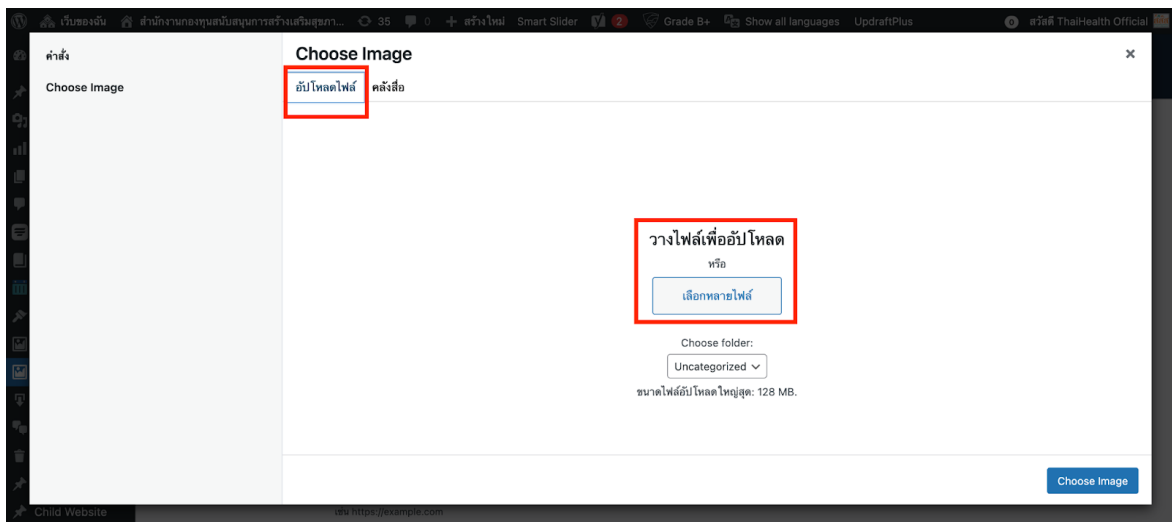 เว็บของฉัน สำนักงานกองทุนสนับสนุนการสร้างเสริมสุขภา... 35 0 + สร้างใหม่ Smart Slider 2 Grade B+ Show all languages UpdraftPlus 0 สวัสดี ThaiHealth Official
คำสั่ง
Choose Image
Choose Image ×
อัปโหลดไฟล์ คลังสื่อ
วางไฟล์เพื่ออัปโหลด
หรือ
เลือกหลายไฟล์
Choose folder:
Uncategorized
ขนาดไฟล์อัปโหลดใหญ่สุด: 128 MB.
Choose Image
Child Website เช่น https://example.com